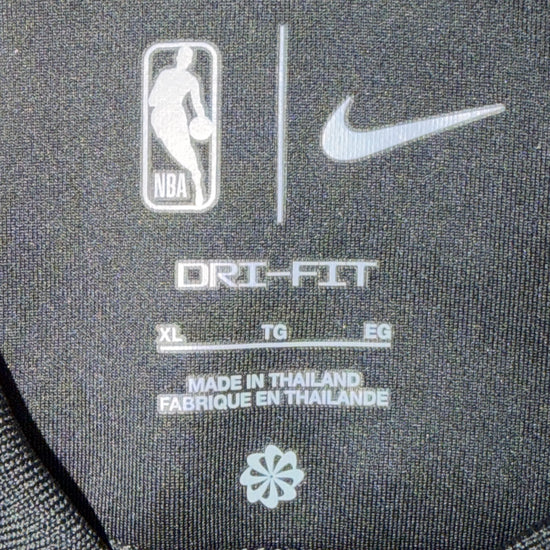 NBA
DRI-FIT
XL TG EG
MADE IN THAILAND
FABRIQUE EN THAILANDE